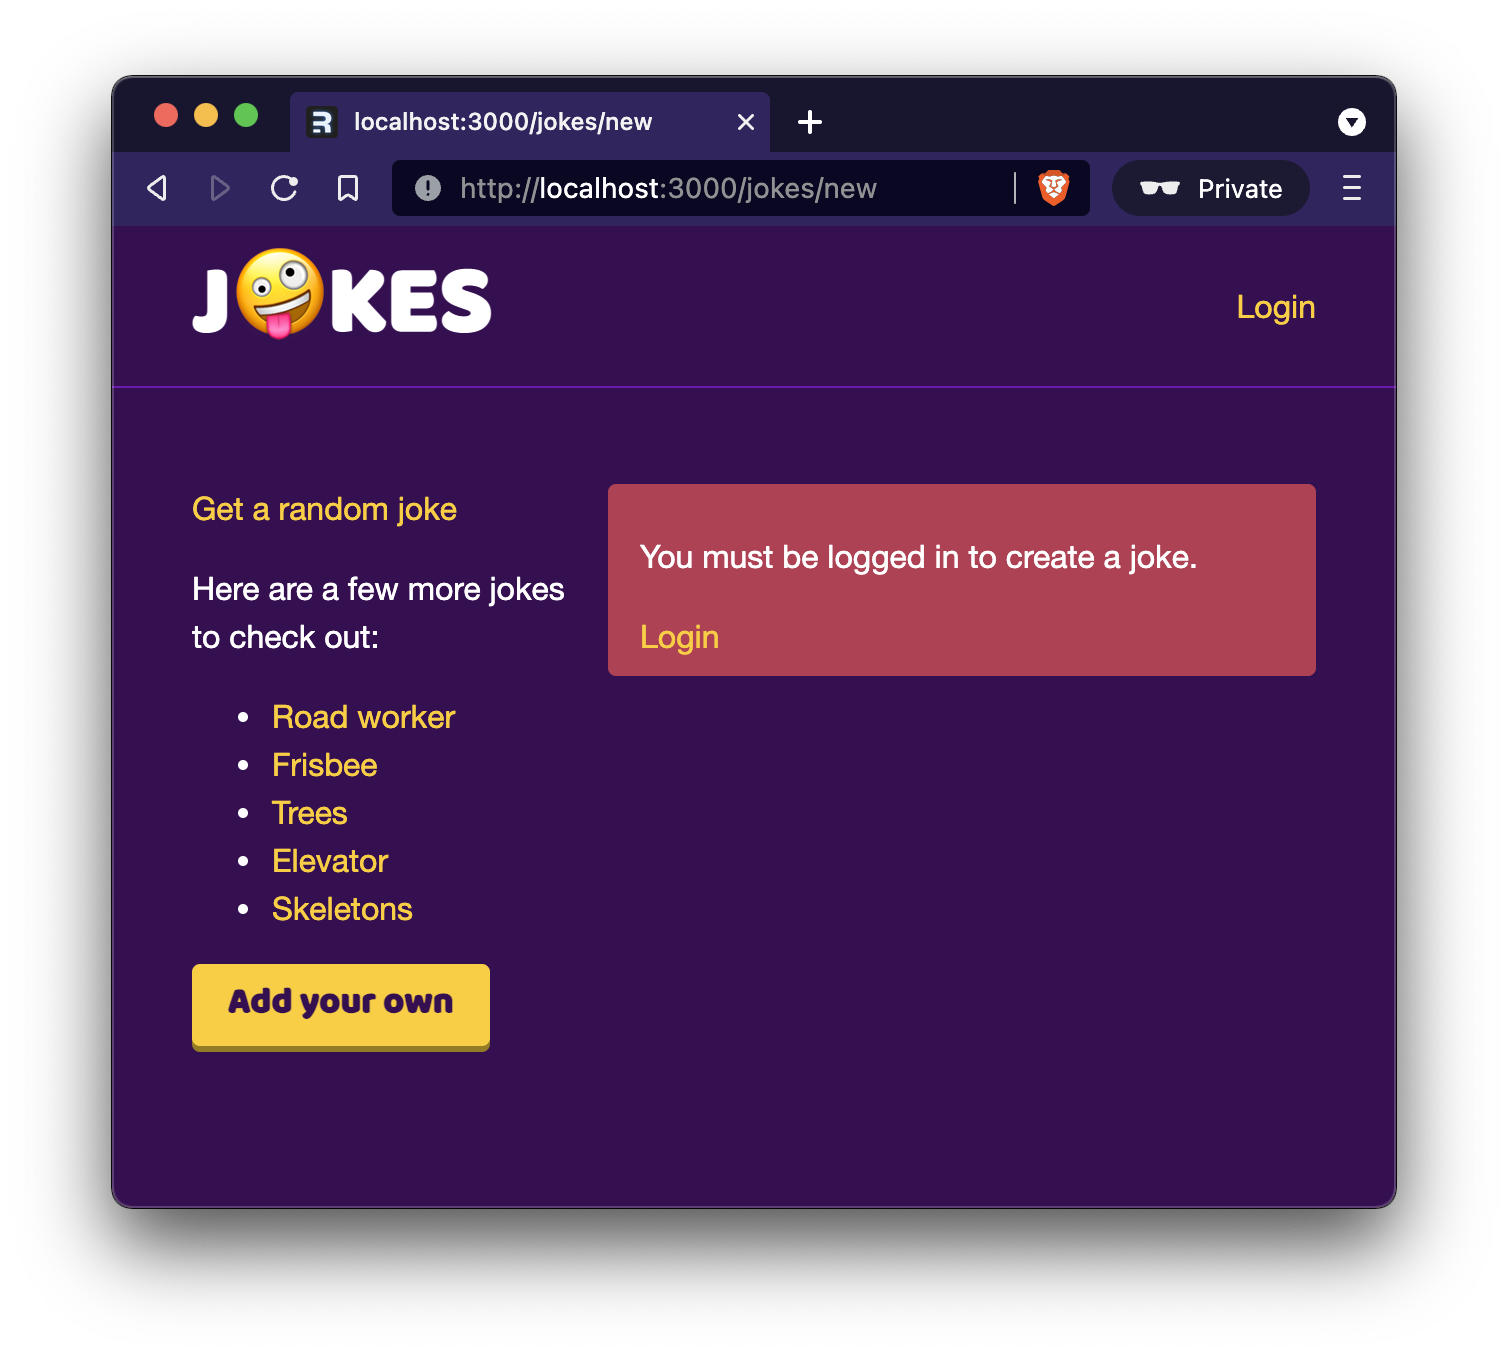 localhost:3000/jokes/new
http://localhost:3000/jokes/new
Private
J🤪KES
Login
Get a random joke
Here are a few more jokes
to check out:
Road worker
Frisbee
Trees
Elevator
Skeletons
Add your own
You must be logged in to create a joke.
Login